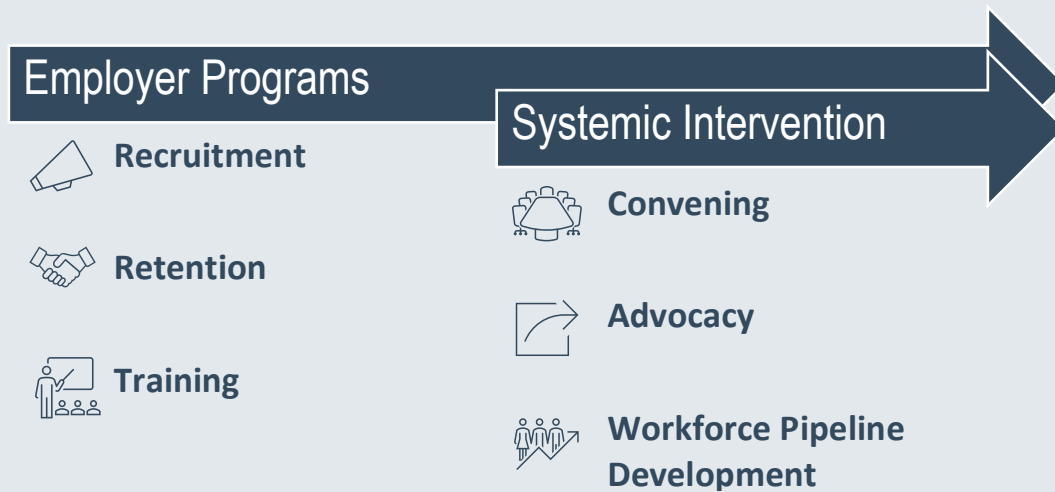 Employer Programs
Recruitment
Retention
Training
Systemic Intervention
Convening
Advocacy
Workforce Pipeline
Development